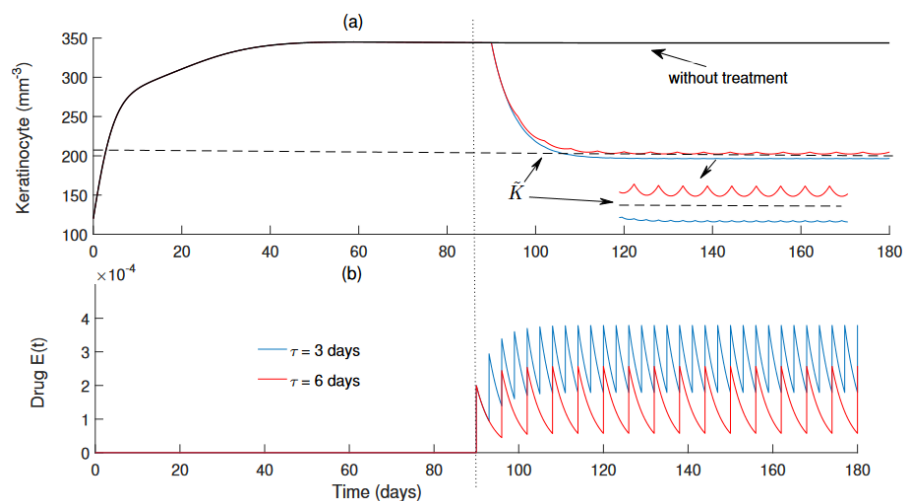 (a)
Keratinocyte (mm-3)
350
300
250
200
150
100
without treatment
K̃
0 20 40 60 80 100 120 140 160 180
(b)
×10-4
Drug E(t)
4
3
2
1
0
τ = 3 days
τ = 6 days
0 20 40 60 80 100 120 140 160 180
Time (days)